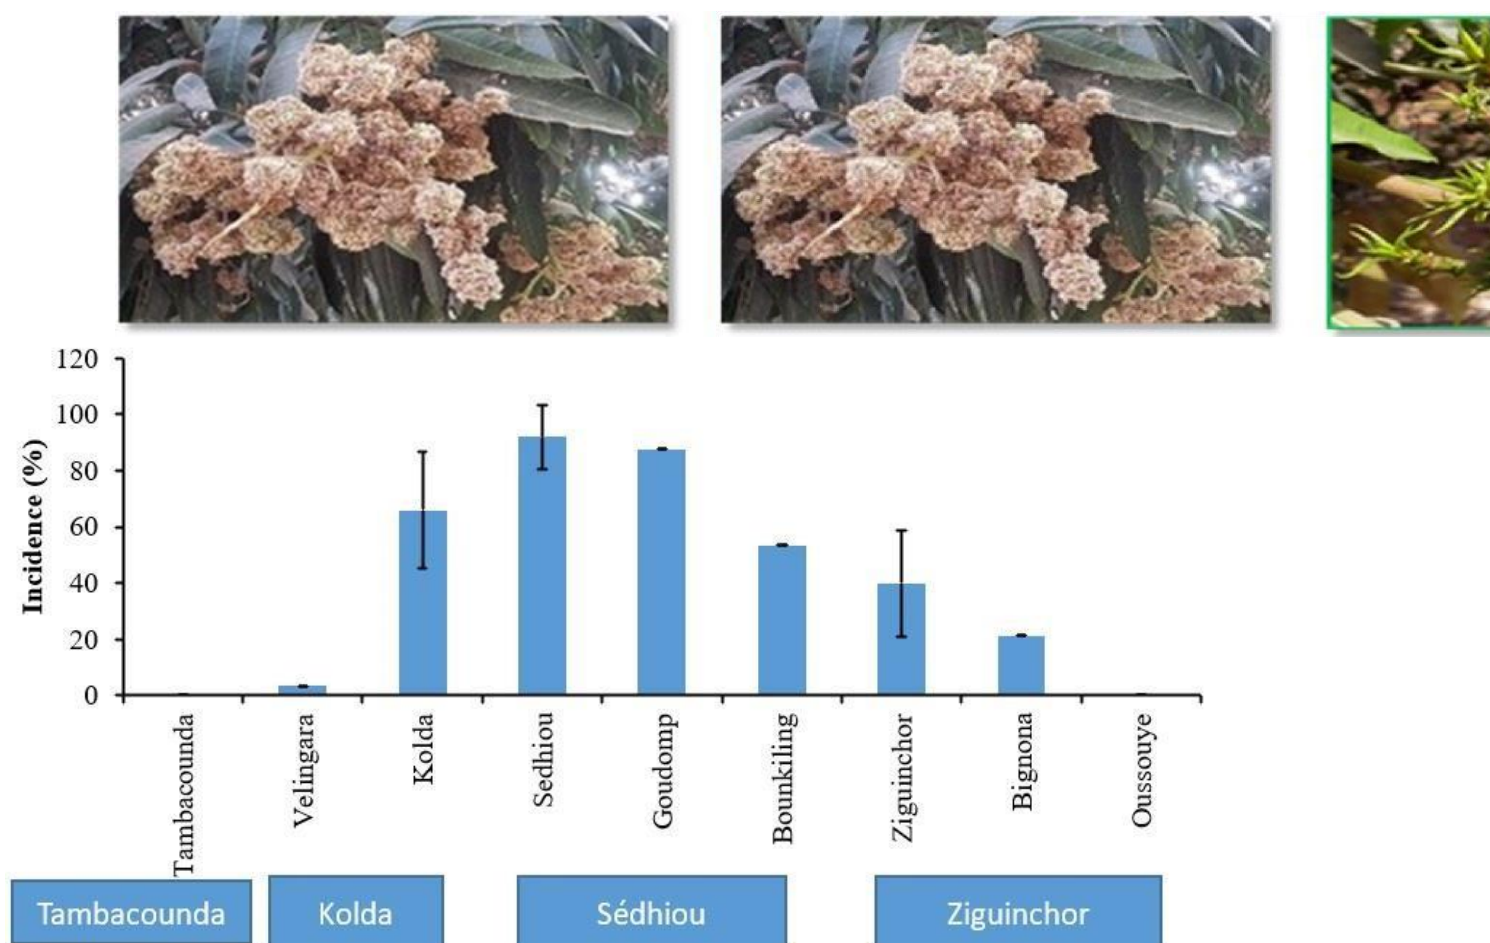 120
100
80
60
40
20
0
Incidence (%)
Tambacounda
Velingara
Kolda
Sedhiou
Goudomp
Bounkiling
Ziguinchor
Bignona
Oussouye
Tambacounda
Kolda
Sédhiou
Ziguinchor